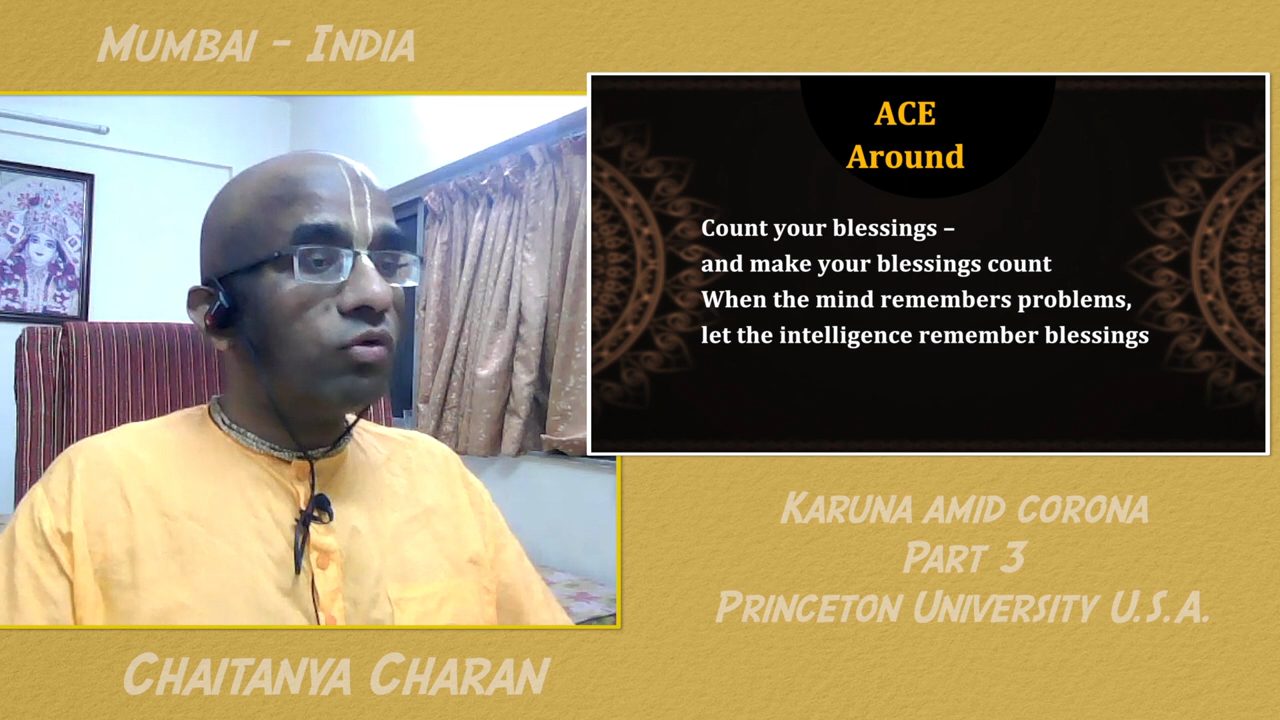 Mumbai - India
ACE
Around
Count your blessings –
and make your blessings count
When the mind remembers problems,
let the intelligence remember blessings
Karuna amid corona
Part 3
Princeton University U.S.A.
Chaitanya Charan